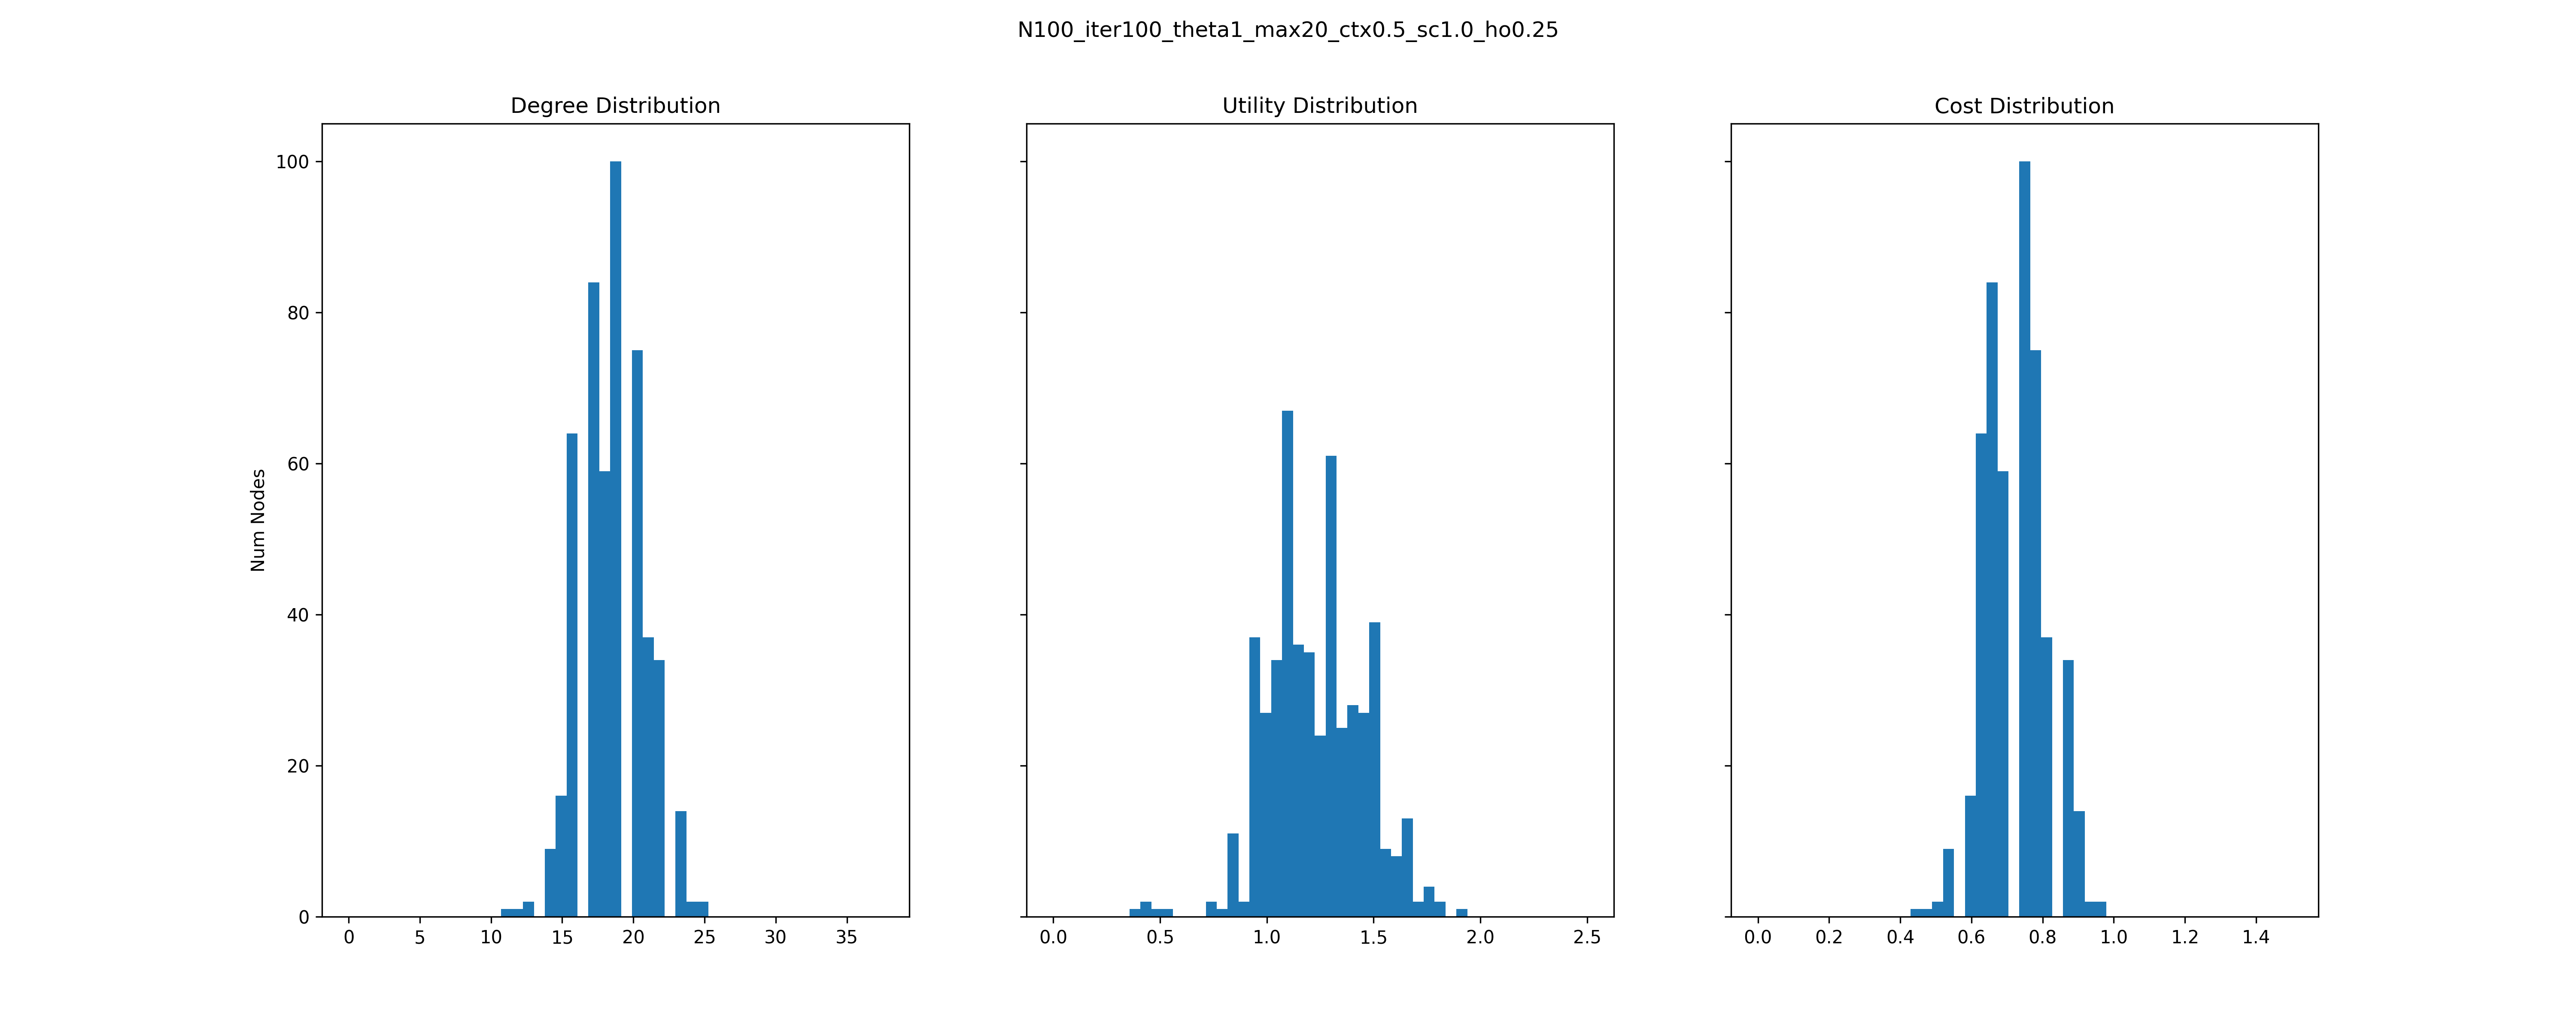 N100_iter100_theta1_max20_ctx0.5_sc1.0_ho0.25
Degree Distribution
Utility Distribution
Cost Distribution
Num Nodes
100
80
60
40
20
0
0 5 10 15 20 25 30 35
0.0 0.5 1.0 1.5 2.0 2.5
0.0 0.2 0.4 0.6 0.8 1.0 1.2 1.4